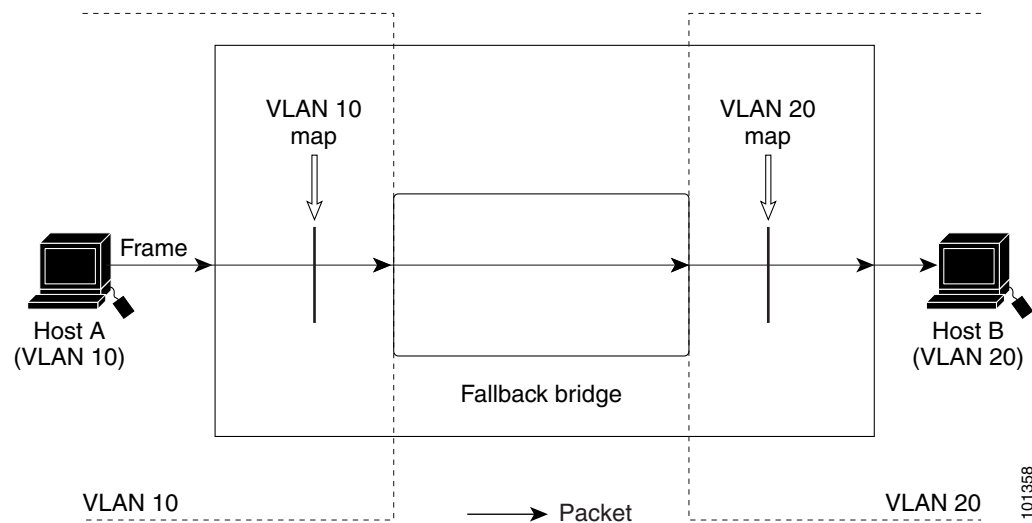 VLAN 10
map
VLAN 20
map
Frame
Host A
(VLAN 10)
Host B
(VLAN 20)
Fallback bridge
VLAN 10
Packet
VLAN 20
101358